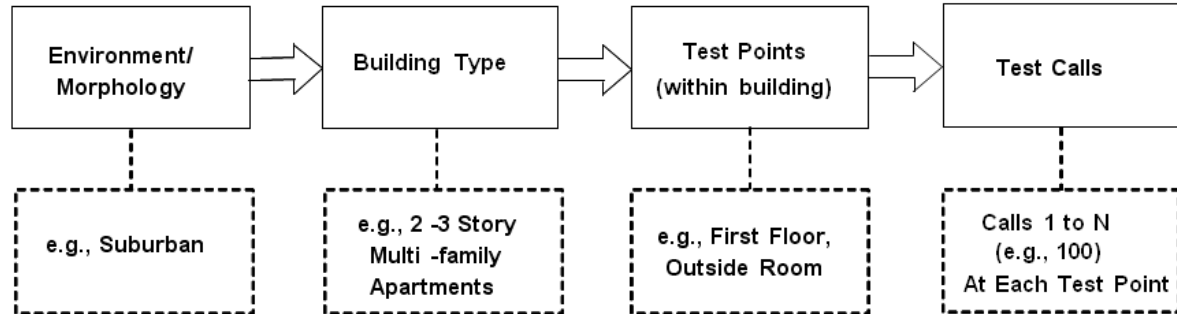 Environment/
Morphology
Building Type
Test Points
(within building)
Test Calls
e.g., Suburban
e.g., 2 -3 Story
Multi -family
Apartments
e.g., First Floor,
Outside Room
Calls 1 to N
(e.g., 100)
At Each Test Point